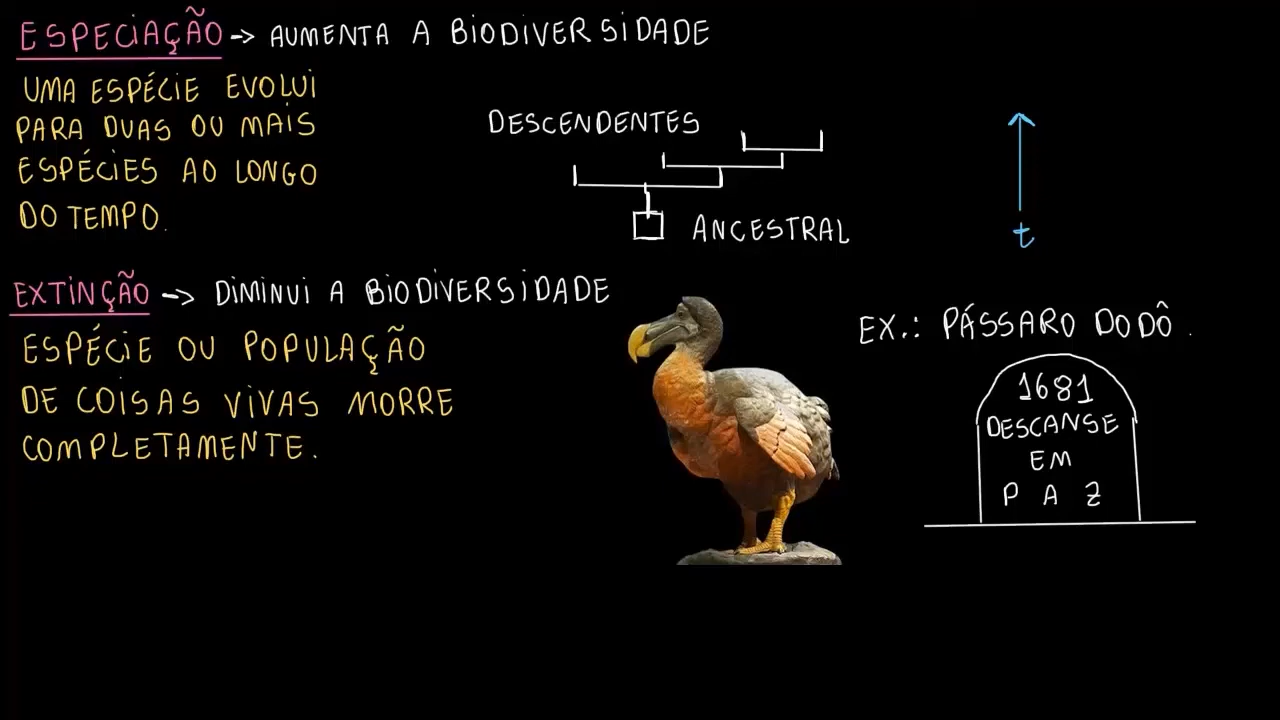 ESPECIAÇÃO -> AUMENTA A BIODIVERSIDADE
UMA ESPÉCIE EVOLUI
PARA DUAS OU MAIS
ESPÉCIES AO LONGO
DO TEMPO.
DESCENDENTES
ANCESTRAL
t
EXTINÇÃO -> DIMINUI A BIODIVERSIDADE
ESPÉCIE OU POPULAÇÃO
DE COISAS VIVAS MORRE
COMPLETAMENTE.
EX.: PÁSSARO DODÔ.
1681
DESCANSE
EM
PAZ